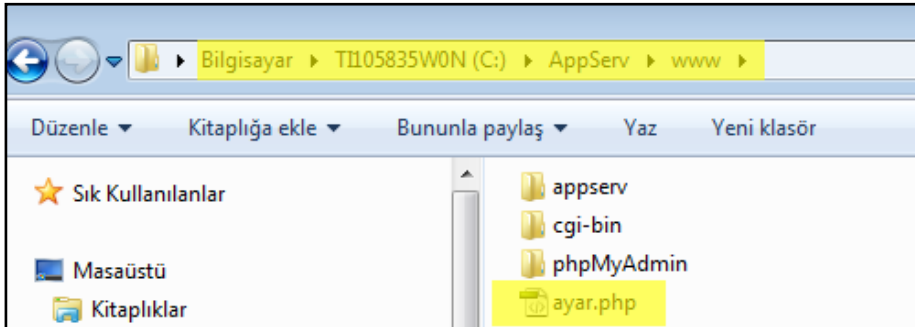 Bilgisayar ▸ TI105835W0N (C:) ▸ AppServ ▸ www ▸
Düzenle ▾ Kitaplığa ekle ▾ Bununla paylaş ▾ Yaz Yeni klasör
Sık Kullanılanlar
Masaüstü
Kitaplıklar
appserv
cgi-bin
phpMyAdmin
ayar.php